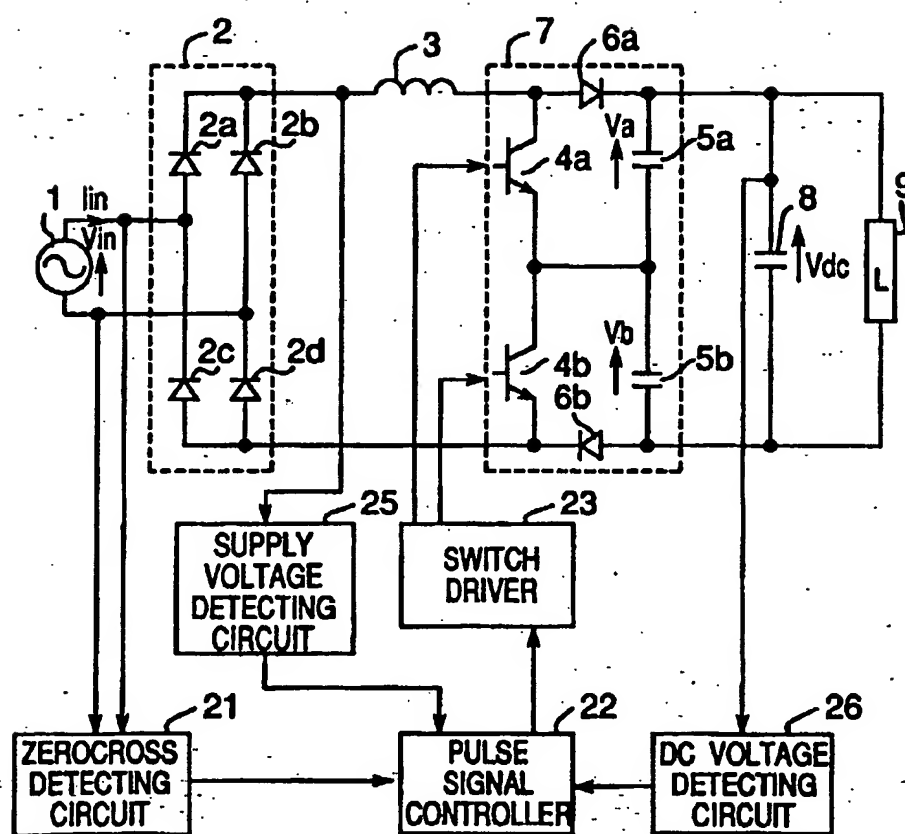 2
3
7
6a
2a
2b
Va
4a
5a
1
Iin
Vin
8
9
Vdc
L
2c
2d
Vb
4b
5b
6b
25
SUPPLY
VOLTAGE
DETECTING
CIRCUIT
23
SWITCH
DRIVER
21
ZEROCROSS
DETECTING
CIRCUIT
22
PULSE
SIGNAL
CONTROLLER
26
DC VOLTAGE
DETECTING
CIRCUIT